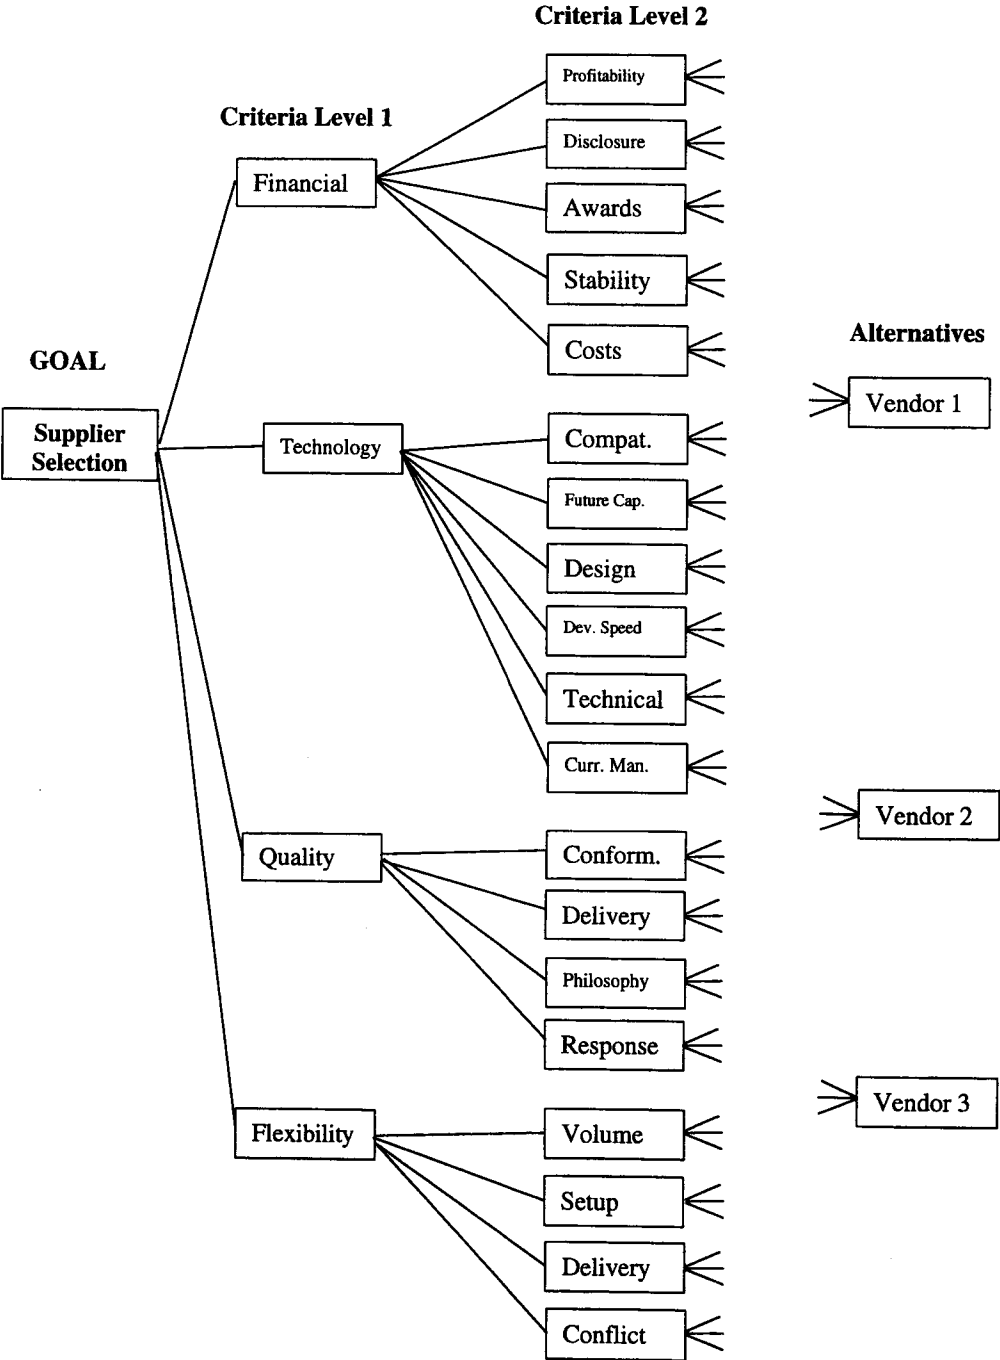 Criteria Level 2
Profitability
Criteria Level 1
Disclosure
Financial
Awards
Stability
Costs
GOAL
Alternatives
Vendor 1
Supplier
Selection
Technology
Compat.
Future Cap.
Design
Dev. Speed
Technical
Curr. Man.
Vendor 2
Quality
Conform.
Delivery
Philosophy
Response
Vendor 3
Flexibility
Volume
Setup
Delivery
Conflict